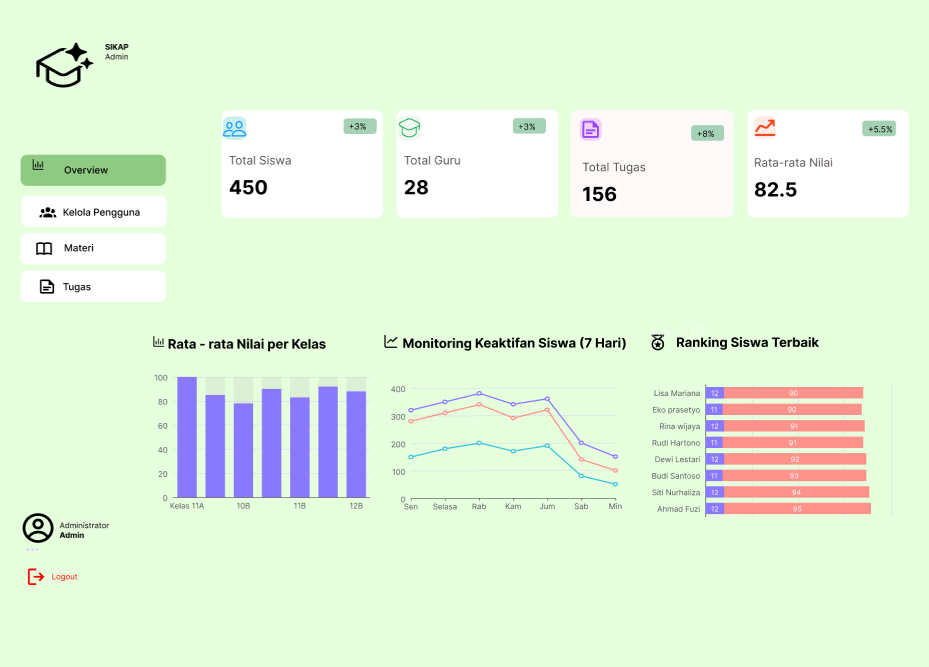 SIKAP
Admin
+3%
Total Siswa
450
+3%
Total Guru
28
+8%
Total Tugas
156
+5.5%
Rata-rata Nilai
82.5
Overview
Kelola Pengguna
Materi
Tugas
Rata - rata Nilai per Kelas
100
80
60
40
20
0
Kelas 11A
10B
11B
12B
Monitoring Keaktifan Siswa (7 Hari)
400
300
200
100
0
Sen
Selasa
Rab
Kam
Jum
Sab
Min
Ranking Siswa Terbaik
Lisa Mariana 12 90
Eko prasetyo 11 90
Rina wijaya 12 91
Rudi Hartono 11 91
Dewi Lestari 12 92
Budi Santoso 11 93
Siti Nurhaliza 12 94
Ahmad Fuzi 12 95
Administrator
Admin
Logout